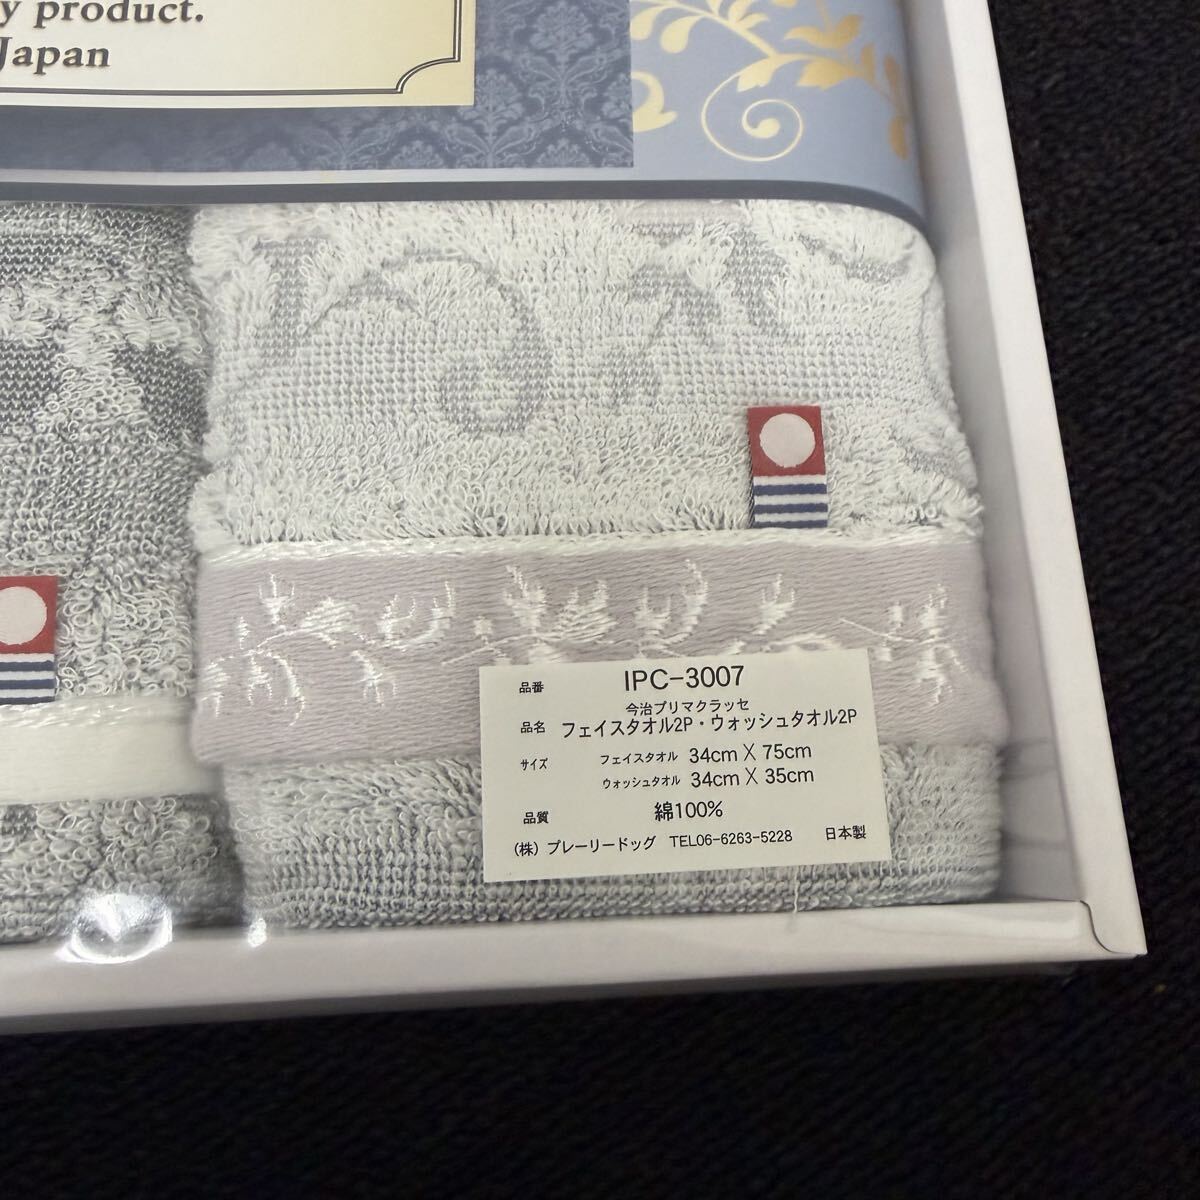 y product.
Japan
品番 IPC-3007
今治プリマクラッセ
品名 フェイスタオル2P・ウォッシュタオル2P
サイズ フェイスタオル 34cm X 75cm
ウォッシュタオル 34cm X 35cm
品質 綿100%
(株) プレーリードッグ TEL06-6263-5228 日本製